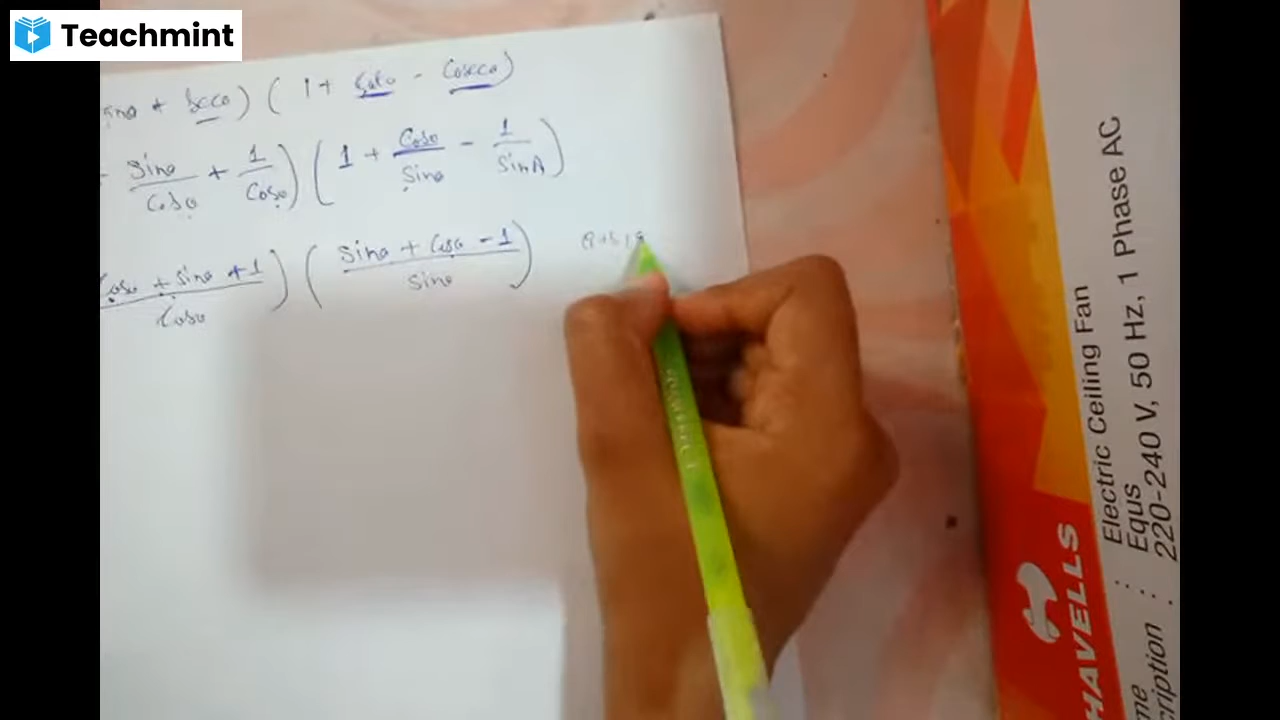 Teachmint
tanθ + secθ) ( 1 + cotθ - cosecθ)
sinθ/cosθ + 1/cosθ) ( 1 + cosθ/sinθ - 1/sinA )
cosθ + sinθ + 1/cosθ ) ( sinθ + cosθ - 1/sinθ )
Electric Ceiling Fan
Equs
220-240 V, 50 Hz, 1 Phase AC
HAVELLS